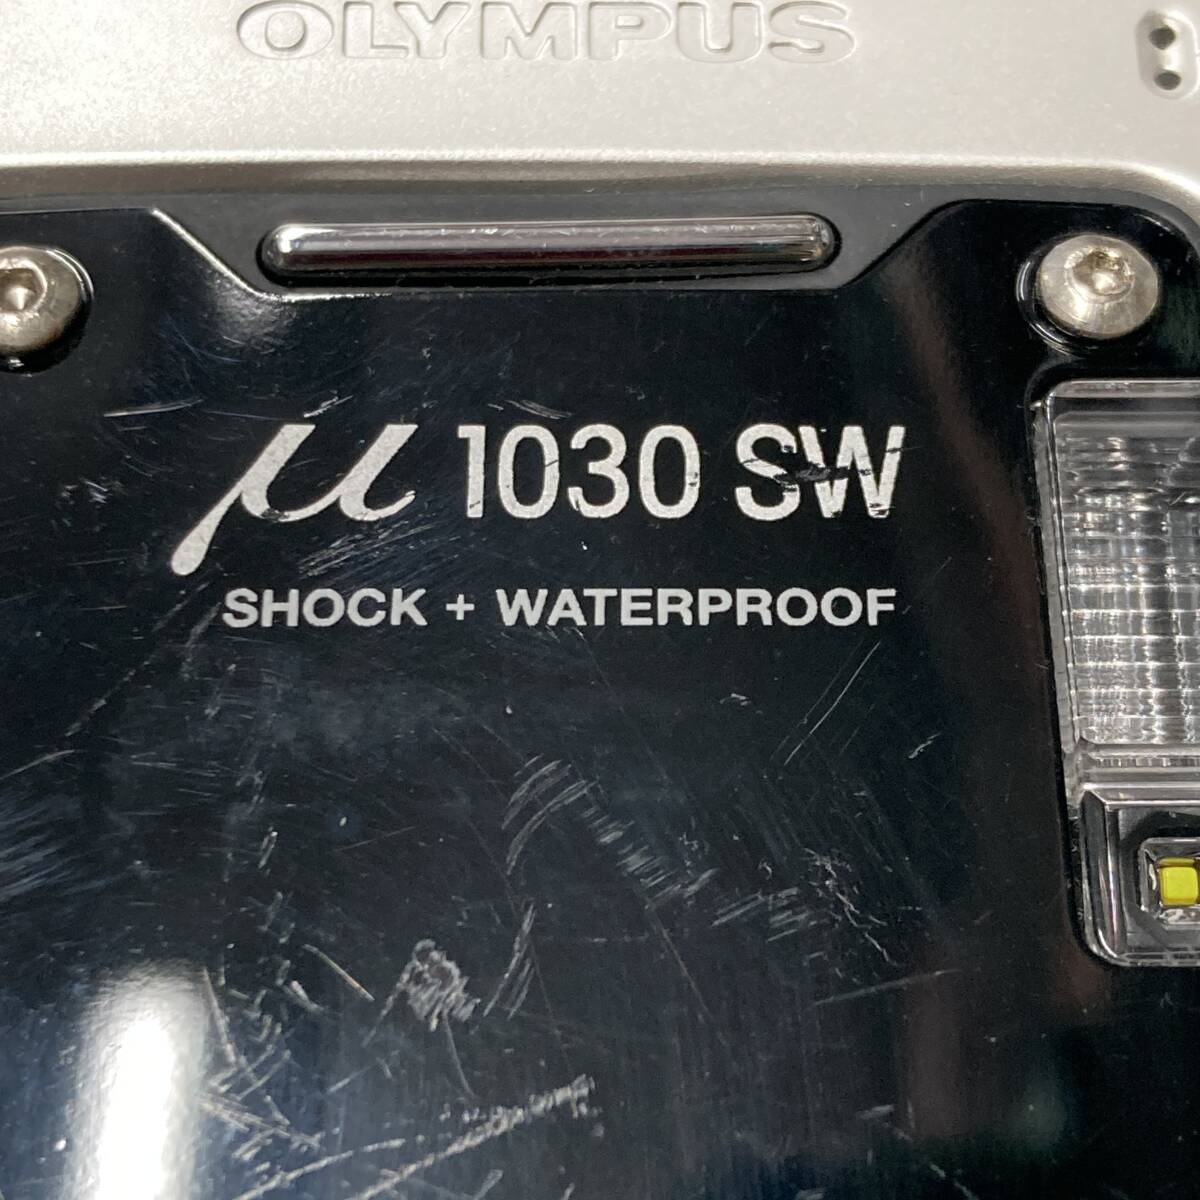 OLYMPUS
μ 1030 SW
SHOCK + WATERPROOF